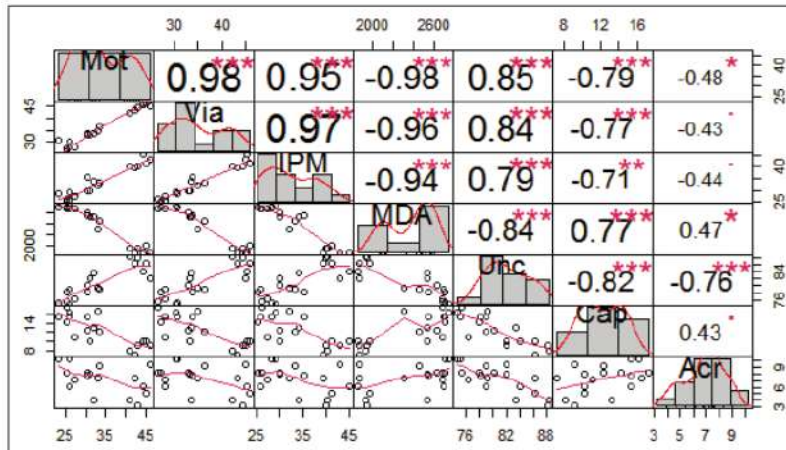 30 40 2000 2600 8 12 16
Mot 0.98*** 0.95*** -0.98*** 0.85*** -0.79*** -0.48* 25 40
30 45 Via 0.97*** -0.96*** 0.84*** -0.77*** -0.43.
IPM -0.94*** 0.79*** -0.71** -0.44. 25 40
2000 MDA -0.84*** 0.77*** 0.47*
Unc -0.82*** -0.76*** 76 84
8 14 Cap 0.43.
Acr 3 6 9
25 35 45 25 35 45 76 82 88 3 5 7 9